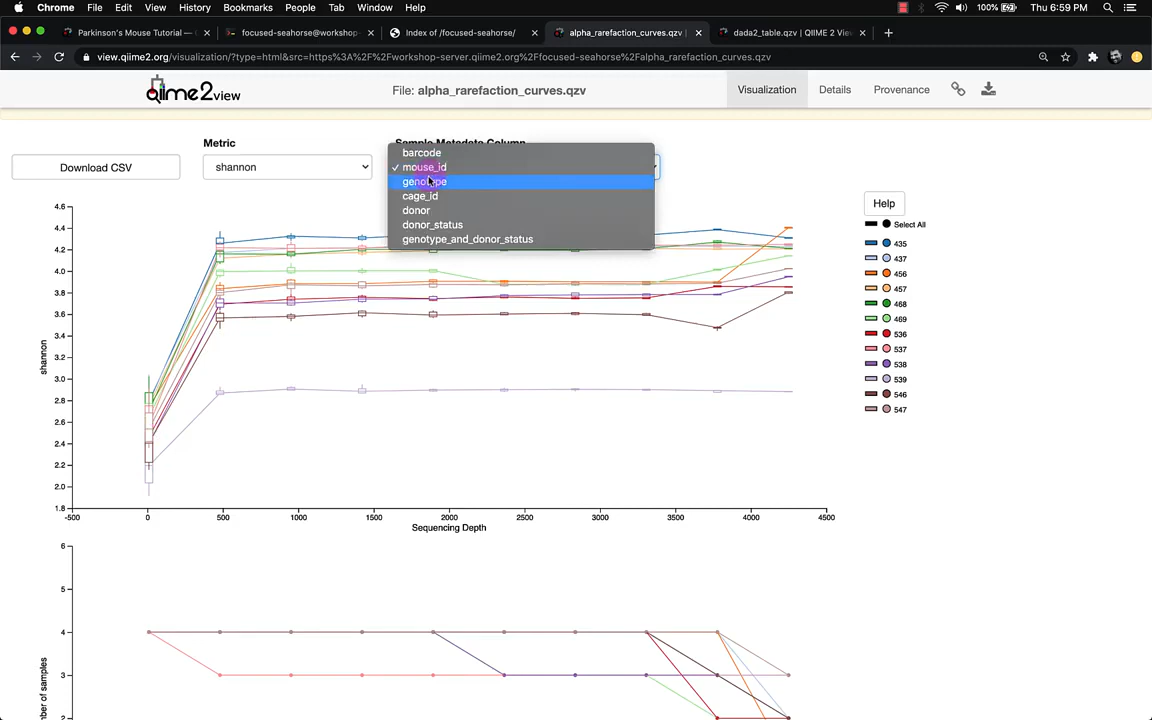 Chrome File Edit View History Bookmarks People Tab Window Help 100% Thu 6:59 PM
Parkinson's Mouse Tutorial —
focused-seahorse@workshop-
Index of /focused-seahorse/
alpha_rarefaction_curves.qzv
dada2_table.qzv | QIIME 2 View
view.qiime2.org/visualization/?type=html&src=https%3A%2F%2Fworkshop-server.qiime2.org%2Ffocused-seahorse%2Falpha_rarefaction_curves.qzv
qiime2view
File: alpha_rarefaction_curves.qzv
Visualization Details Provenance
Metric
Sample Metadata Column
Download CSV
shannon
barcode
✓ mouse_id
genotype
cage_id
donor
donor_status
genotype_and_donor_status
Help
Select All
435
437
456
457
468
469
536
537
538
539
546
547
4.6
4.4
4.2
4.0
3.8
3.6
3.4
3.2
3.0
2.8
2.6
2.4
2.2
2.0
1.8
shannon
-500 0 500 1000 1500 2000 2500 3000 3500 4000 4500
Sequencing Depth
6
5
4
3
2
mber of samples